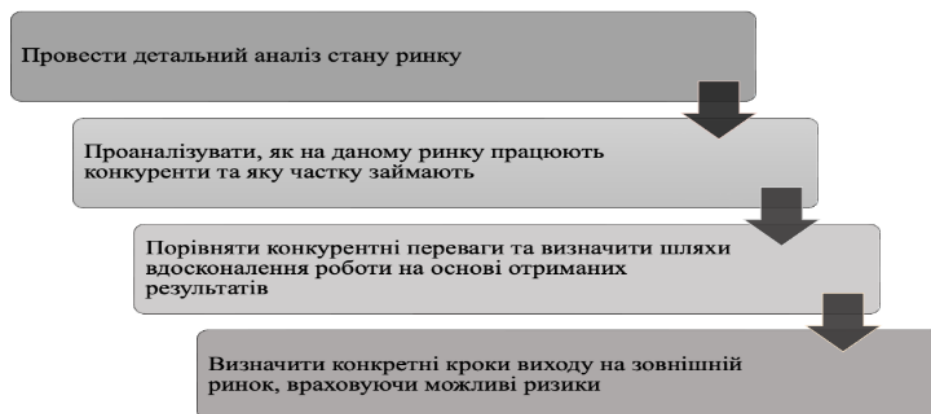 Провести детальний аналіз стану ринку
Проаналізувати, як на даному ринку працюють
конкуренти та яку частку займають
Порівняти конкурентні переваги та визначити шляхи
вдосконалення роботи на основі отриманих
результатів
Визначити конкретні кроки виходу на зовнішній
ринок, враховуючи можливі ризики